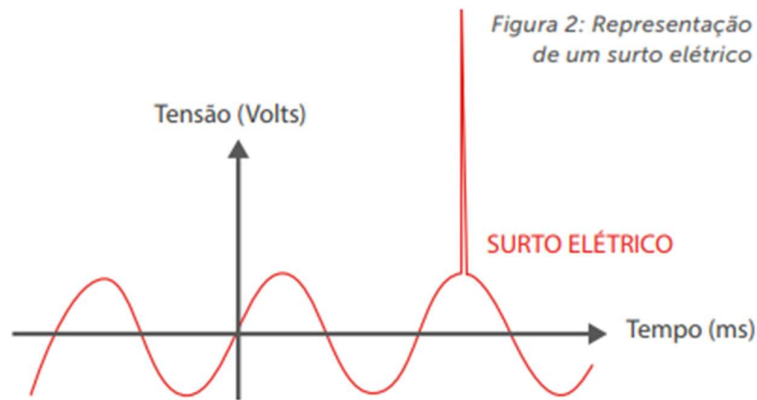 Figura 2: Representação
de um surto elétrico
Tensão (Volts)
SURTO ELÉTRICO
Tempo (ms)